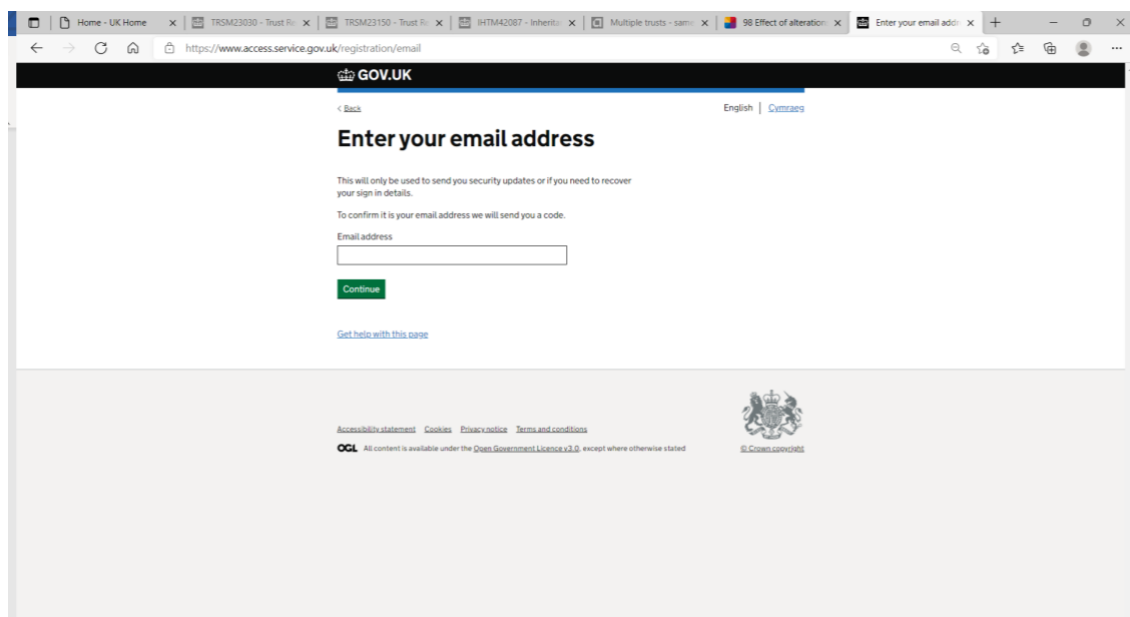 Home - UK Home
TRSM23030 - Trust Re
TRSM23150 - Trust Re
IHTM42087 - Inherita
Multiple trusts - same
98 Effect of alteration
Enter your email addr
https://www.access.service.gov.uk/registration/email
GOV.UK
< Back
English | Cymraeg
Enter your email address
This will only be used to send you security updates or if you need to recover
your sign in details.
To confirm it is your email address we will send you a code.
Email address
Continue
Get help with this page
Accessibility statement Cookies Privacy notice Terms and conditions
OGL All content is available under the Open Government Licence v3.0, except where otherwise stated
© Crown copyright